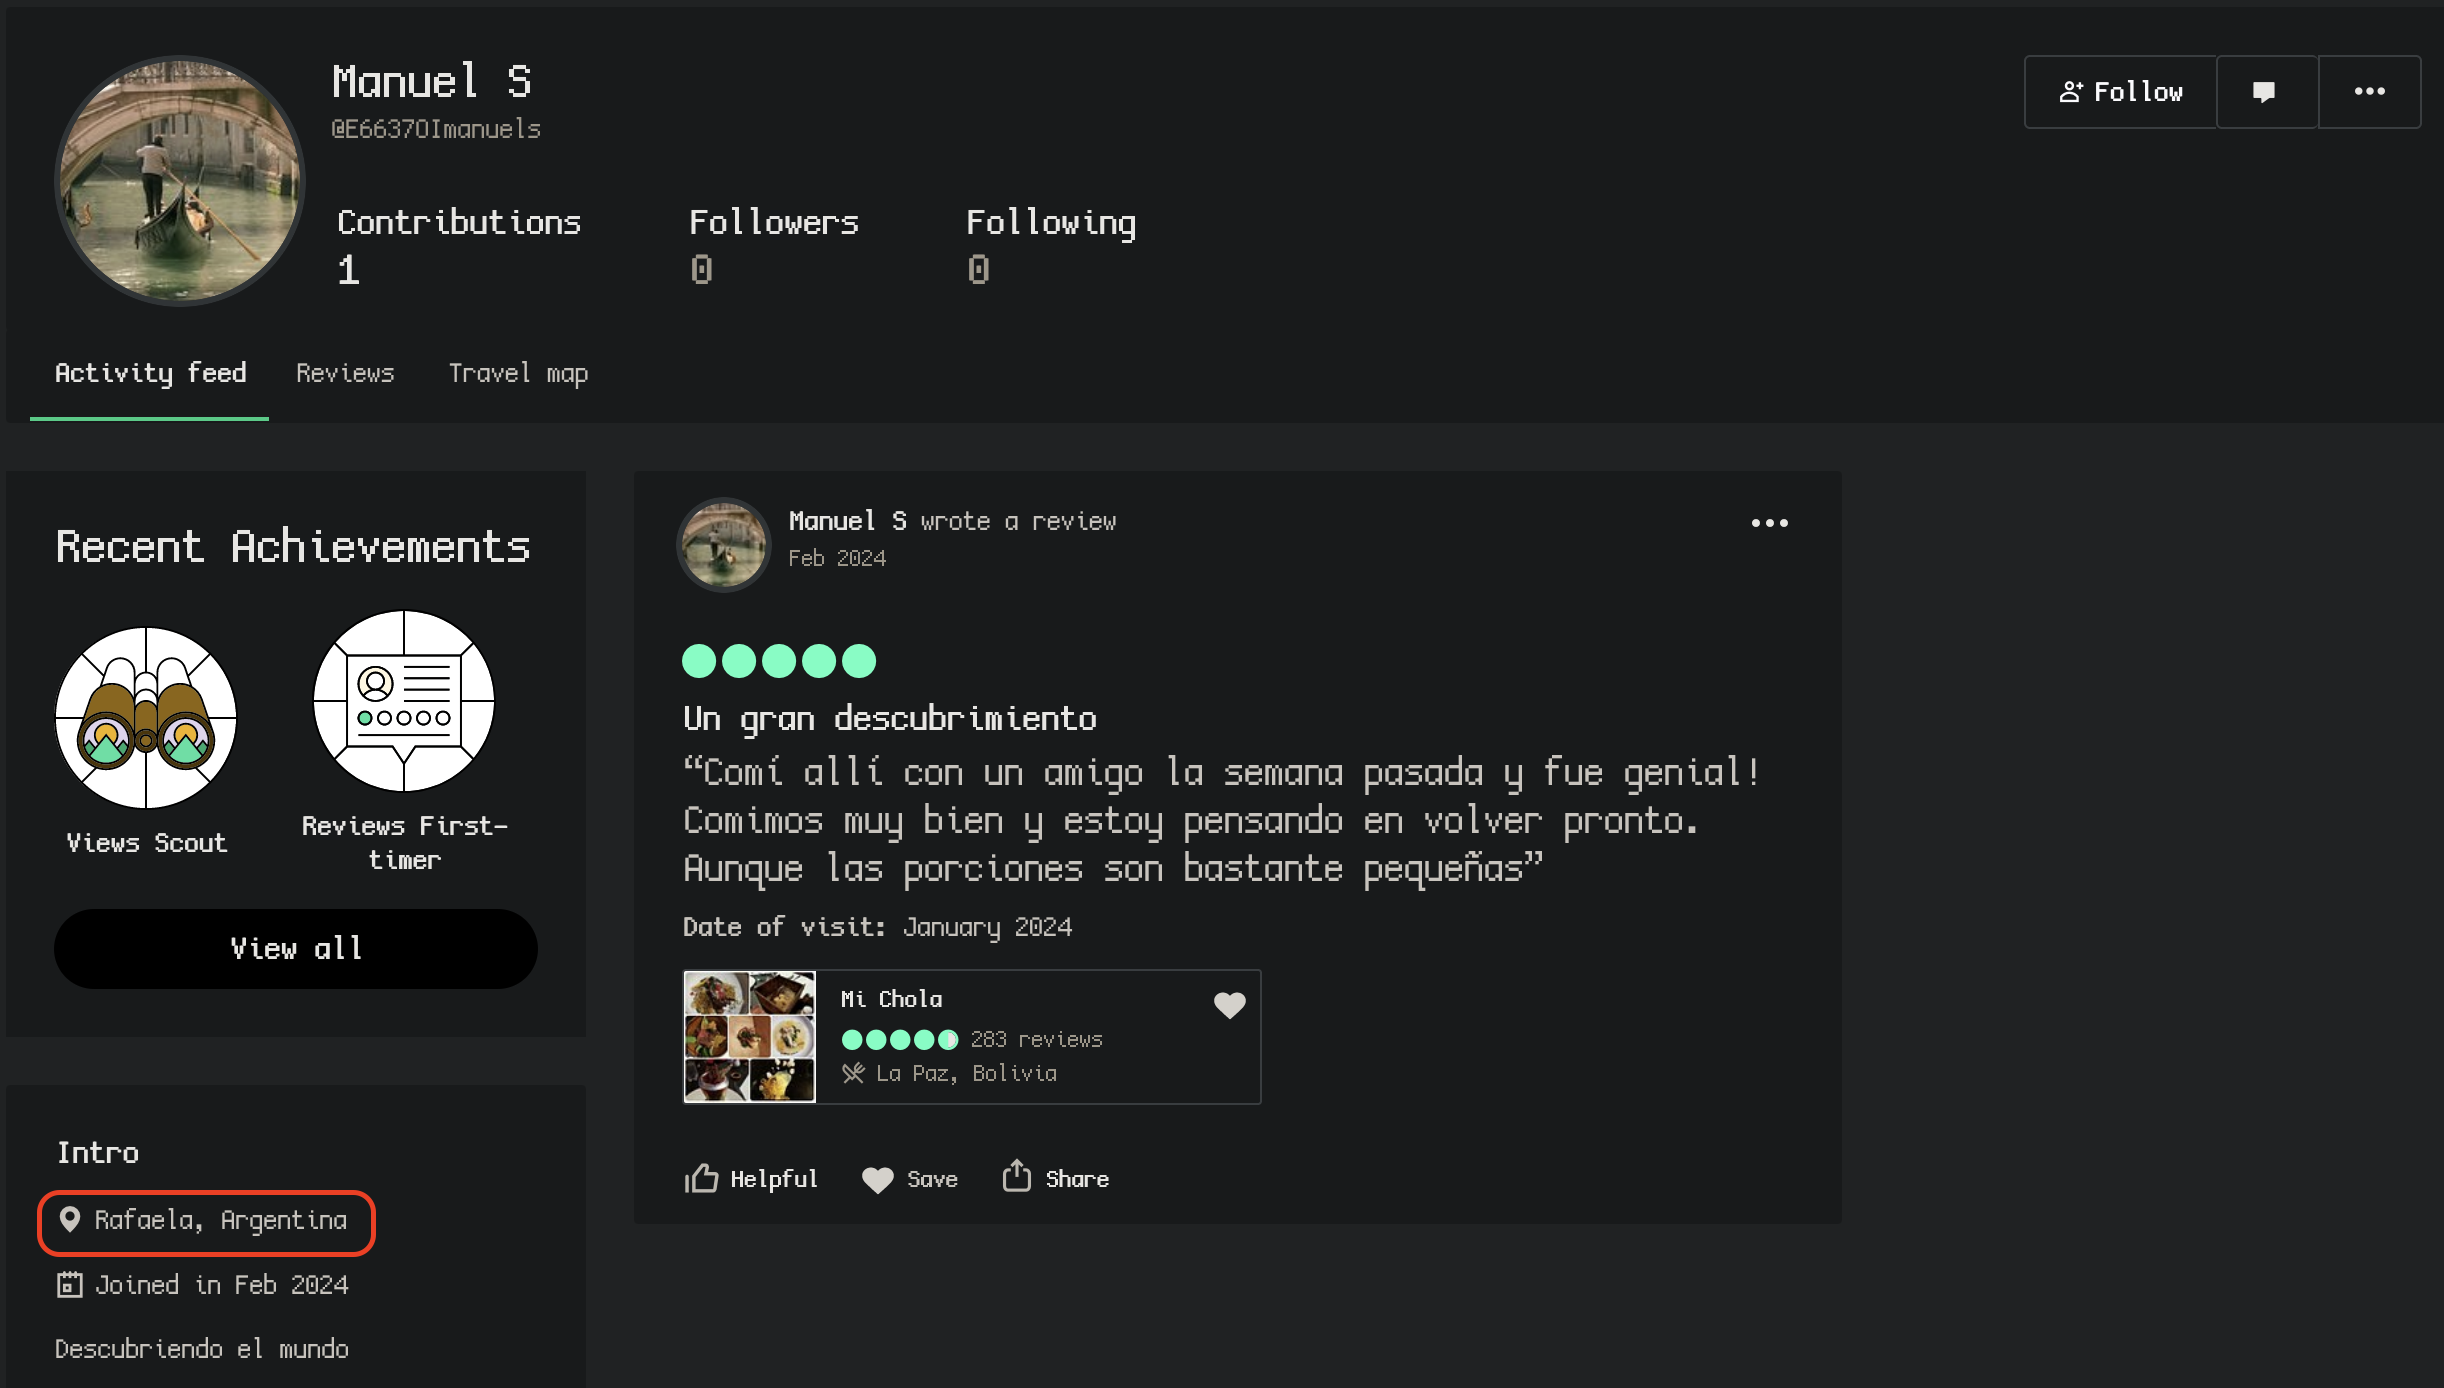 Manuel S
@E6637OImanuels
Follow
Contributions
1
Followers
0
Following
0
Activity feed
Reviews
Travel map
Recent Achievements
Views Scout
Reviews First-
timer
View all
Intro
Rafaela, Argentina
Joined in Feb 2024
Descubriendo el mundo
Manuel S wrote a review
Feb 2024
Un gran descubrimiento
“Comí allí con un amigo la semana pasada y fue genial!
Comimos muy bien y estoy pensando en volver pronto.
Aunque las porciones son bastante pequeñas”
Date of visit: January 2024
Mi Chola
283 reviews
La Paz, Bolivia
Helpful
Save
Share